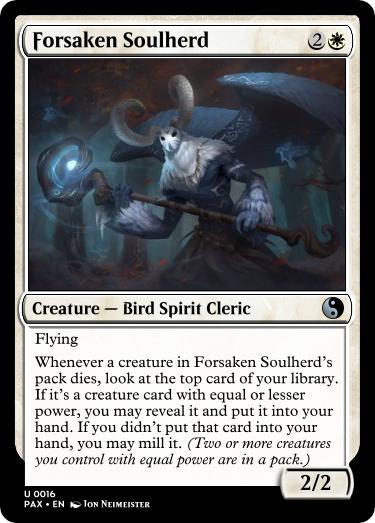 Forsaken Soulherd 2
Creature — Bird Spirit Cleric
Flying
Whenever a creature in Forsaken Soulherd's
pack dies, look at the top card of your library.
If it's a creature card with equal or lesser
power, you may reveal it and put it into your
hand. If you didn't put that card into your
hand, you may mill it. (Two or more creatures
you control with equal power are in a pack.)
2/2
U 0016
PAX • EN Jon Neimeister